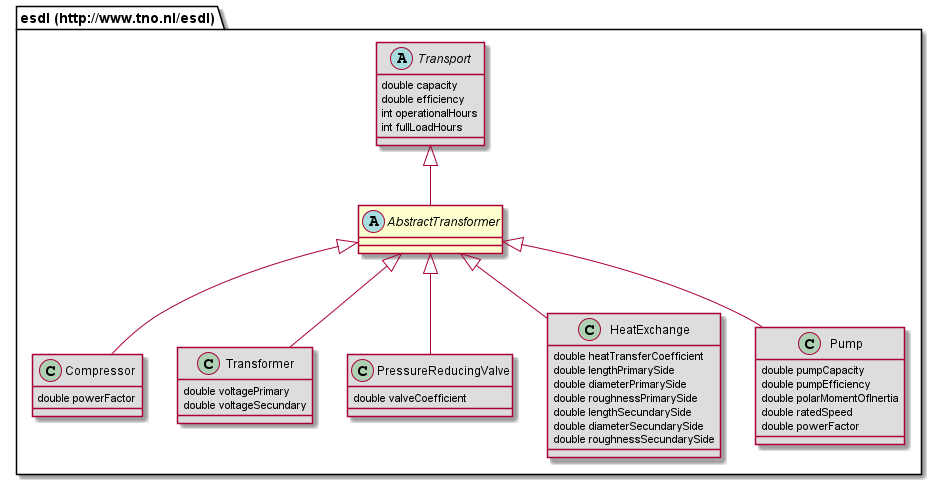 esdl (http://www.tno.nl/esdl)
A Transport
double capacity
double efficiency
int operationalHours
int fullLoadHours
A AbstractTransformer
C Compressor
double powerFactor
C Transformer
double voltagePrimary
double voltageSecundary
C PressureReducingValve
double valveCoefficient
C HeatExchange
double heatTransferCoefficient
double lengthPrimarySide
double diameterPrimarySide
double roughnessPrimarySide
double lengthSecundarySide
double diameterSecundarySide
double roughnessSecundarySide
C Pump
double pumpCapacity
double pumpEfficiency
double polarMomentOfInertia
double ratedSpeed
double powerFactor